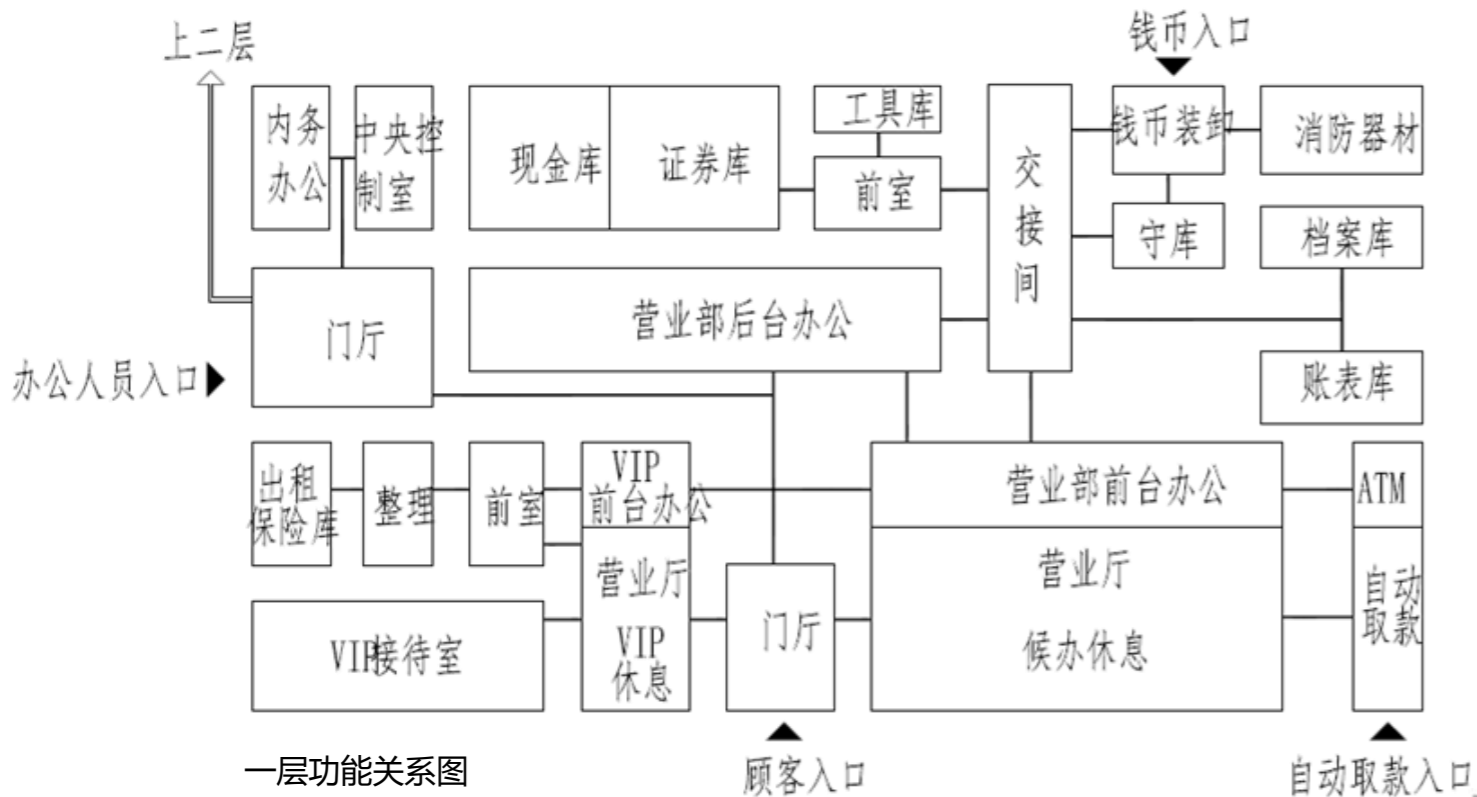 钱币入口
上二层
内务
办公
中央控
制室
现金库
证券库
工具库
前室
交
接
间
钱币装卸
消防器材
守库
档案库
营业部后台办公
门厅
办公人员入口
账表库
出租
保险库
整理
前室
VIP
前台办公
营业部前台办公
ATM
营业厅
VIP
休息
VIP接待室
门厅
营业厅
候办休息
自动
取款
一层功能关系图
顾客入口
自动取款入口